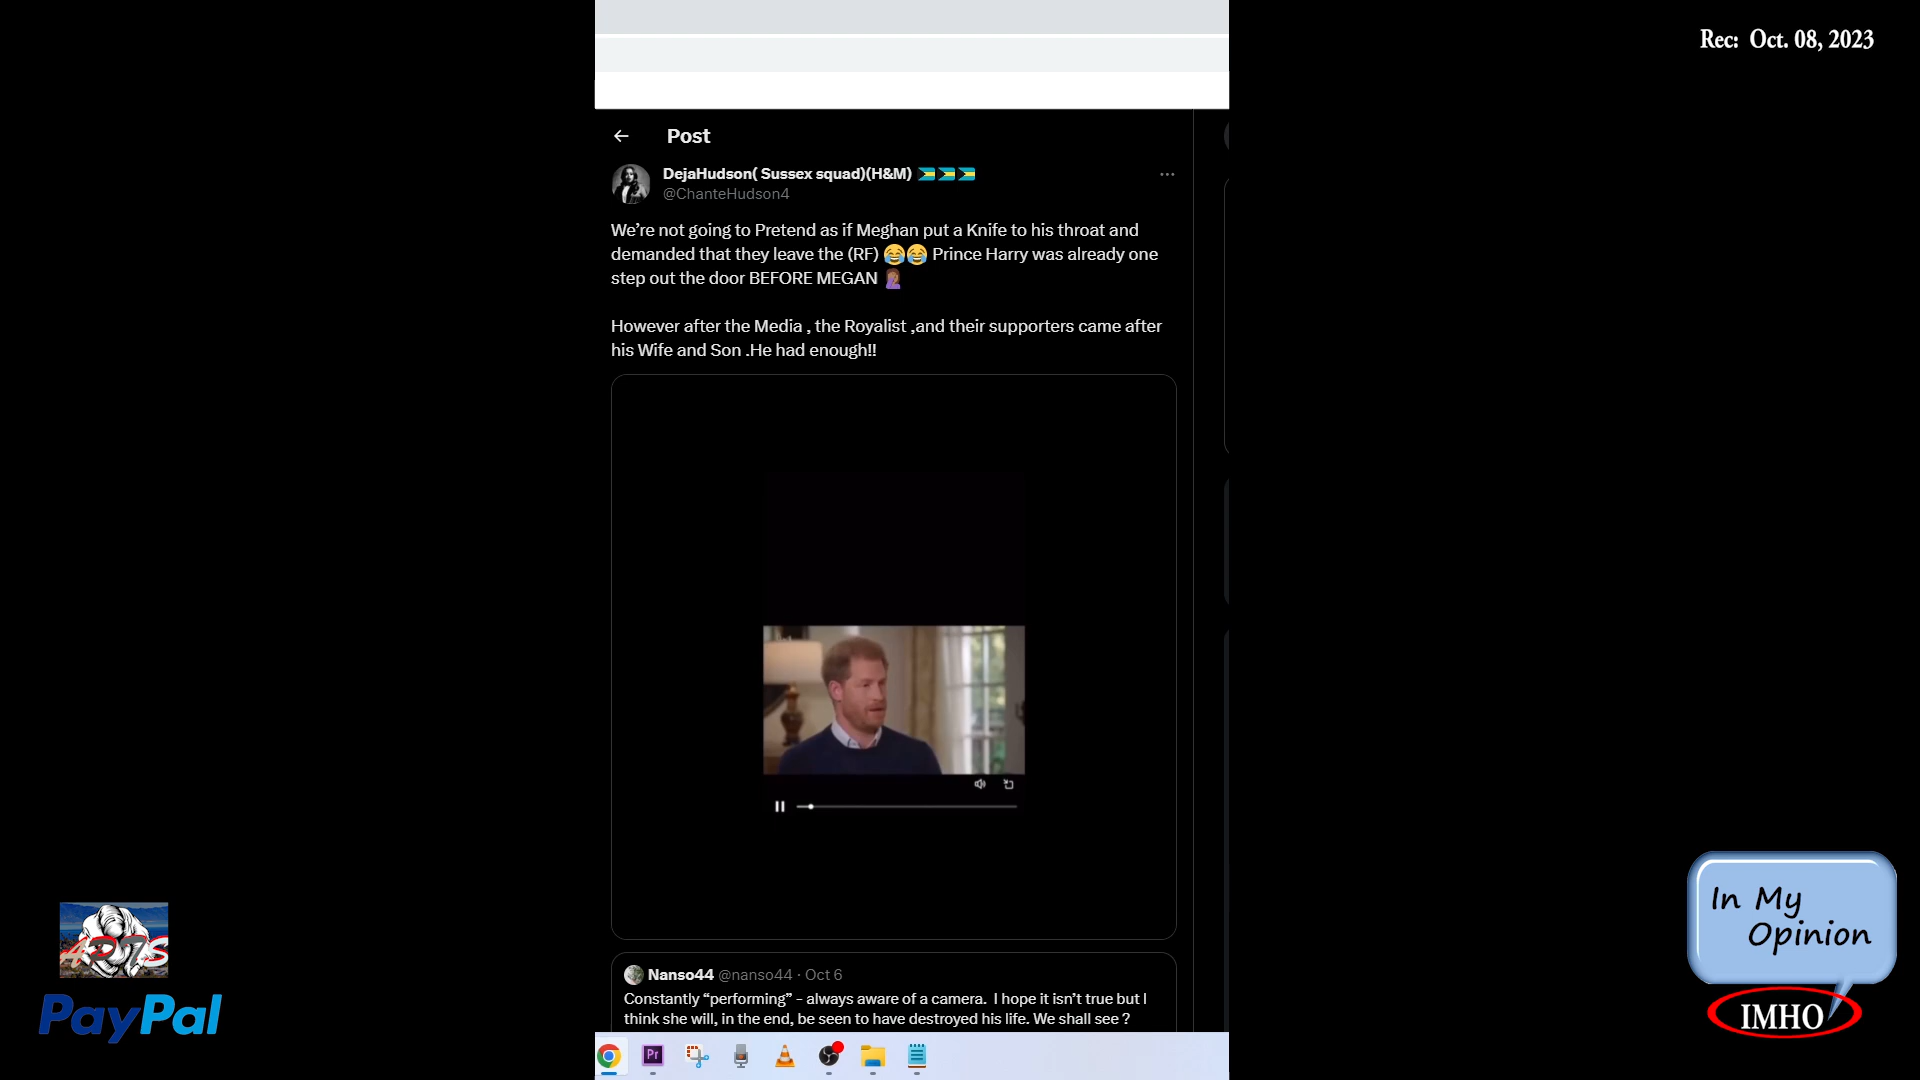 Rec: Oct. 08, 2023
Post
DejaHudson( Sussex squad)(H&M)
@ChanteHudson4
We're not going to Pretend as if Meghan put a Knife to his throat and
demanded that they leave the (RF) 😂😂 Prince Harry was already one
step out the door BEFORE MEGAN 🤦🏾‍♀️
However after the Media , the Royalist ,and their supporters came after
his Wife and Son .He had enough!!
Nanso44 @nanso44 · Oct 6
Constantly “performing” – always aware of a camera. I hope it isn't true but I
think she will, in the end, be seen to have destroyed his life. We shall see ?
Pr
PayPal
In My
Opinion
IMHO